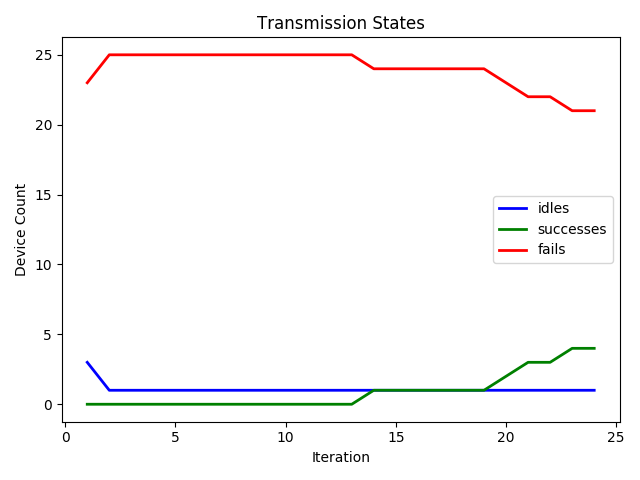 Transmission States
Device Count
25
20
15
10
5
0
idles
successes
fails
0 5 10 15 20 25
Iteration